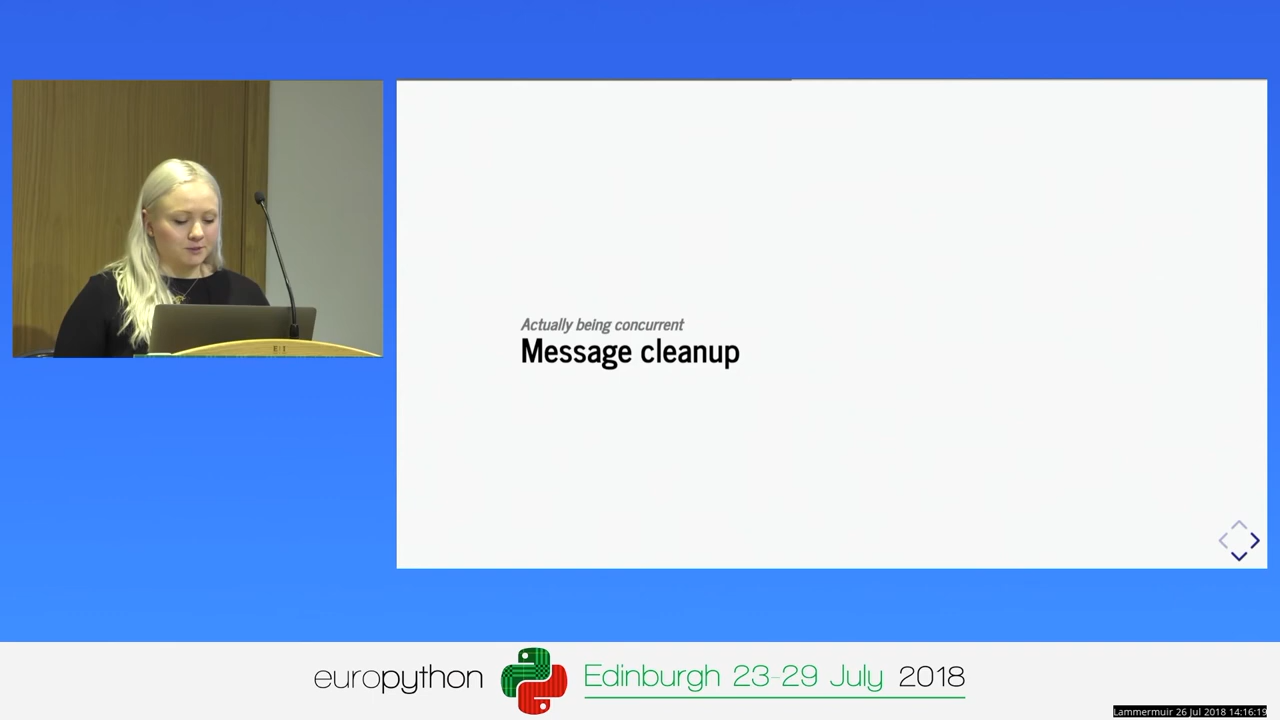 Actually being concurrent
Message cleanup
europython
Edinburgh 23-29 July 2018
Lammermuir 26 Jul 2018 14:16:19